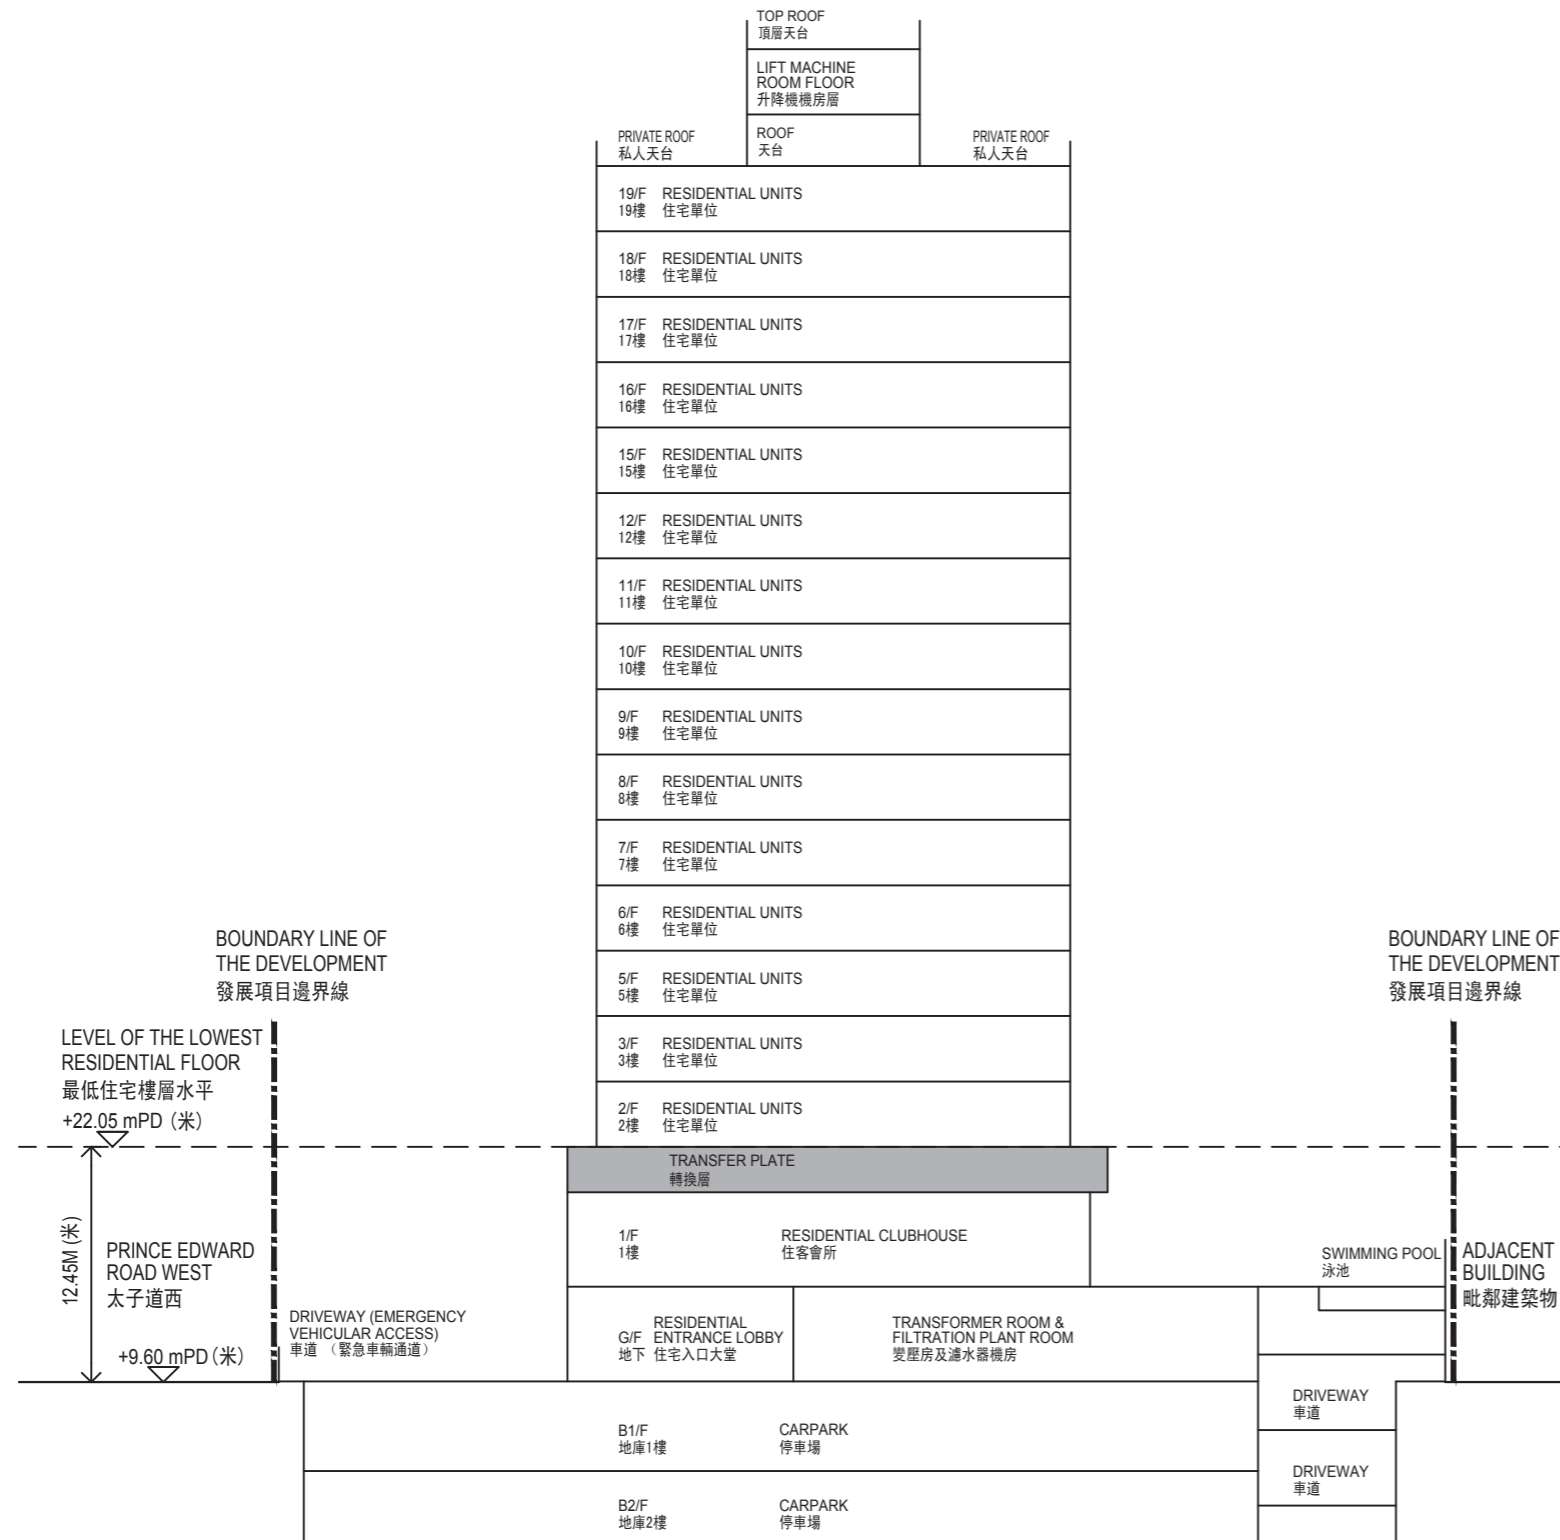 TOP ROOF
頂層天台
LIFT MACHINE
ROOM FLOOR
升降機機房層
PRIVATE ROOF
私人天台
ROOF
天台
PRIVATE ROOF
私人天台
19/F RESIDENTIAL UNITS
19樓 住宅單位
18/F RESIDENTIAL UNITS
18樓 住宅單位
17/F RESIDENTIAL UNITS
17樓 住宅單位
16/F RESIDENTIAL UNITS
16樓 住宅單位
15/F RESIDENTIAL UNITS
15樓 住宅單位
12/F RESIDENTIAL UNITS
12樓 住宅單位
11/F RESIDENTIAL UNITS
11樓 住宅單位
10/F RESIDENTIAL UNITS
10樓 住宅單位
9/F RESIDENTIAL UNITS
9樓 住宅單位
8/F RESIDENTIAL UNITS
8樓 住宅單位
7/F RESIDENTIAL UNITS
7樓 住宅單位
6/F RESIDENTIAL UNITS
6樓 住宅單位
5/F RESIDENTIAL UNITS
5樓 住宅單位
3/F RESIDENTIAL UNITS
3樓 住宅單位
2/F RESIDENTIAL UNITS
2樓 住宅單位
BOUNDARY LINE OF
THE DEVELOPMENT
發展項目邊界線
BOUNDARY LINE OF
THE DEVELOPMENT
發展項目邊界線
LEVEL OF THE LOWEST
RESIDENTIAL FLOOR
最低住宅樓層水平
+22.05 mPD (米)
TRANSFER PLATE
轉換層
12.45M (米)
PRINCE EDWARD
ROAD WEST
太子道西
+9.60 mPD (米)
1/F RESIDENTIAL CLUBHOUSE
1樓 住客會所
SWIMMING POOL
泳池
ADJACENT
BUILDING
毗鄰建築物
DRIVEWAY (EMERGENCY
VEHICULAR ACCESS)
車道 （緊急車輛通道）
RESIDENTIAL
G/F ENTRANCE LOBBY
地下 住宅入口大堂
TRANSFORMER ROOM &
FILTRATION PLANT ROOM
變壓房及濾水器機房
DRIVEWAY
車道
B1/F CARPARK
地庫1樓 停車場
DRIVEWAY
車道
B2/F CARPARK
地庫2樓 停車場